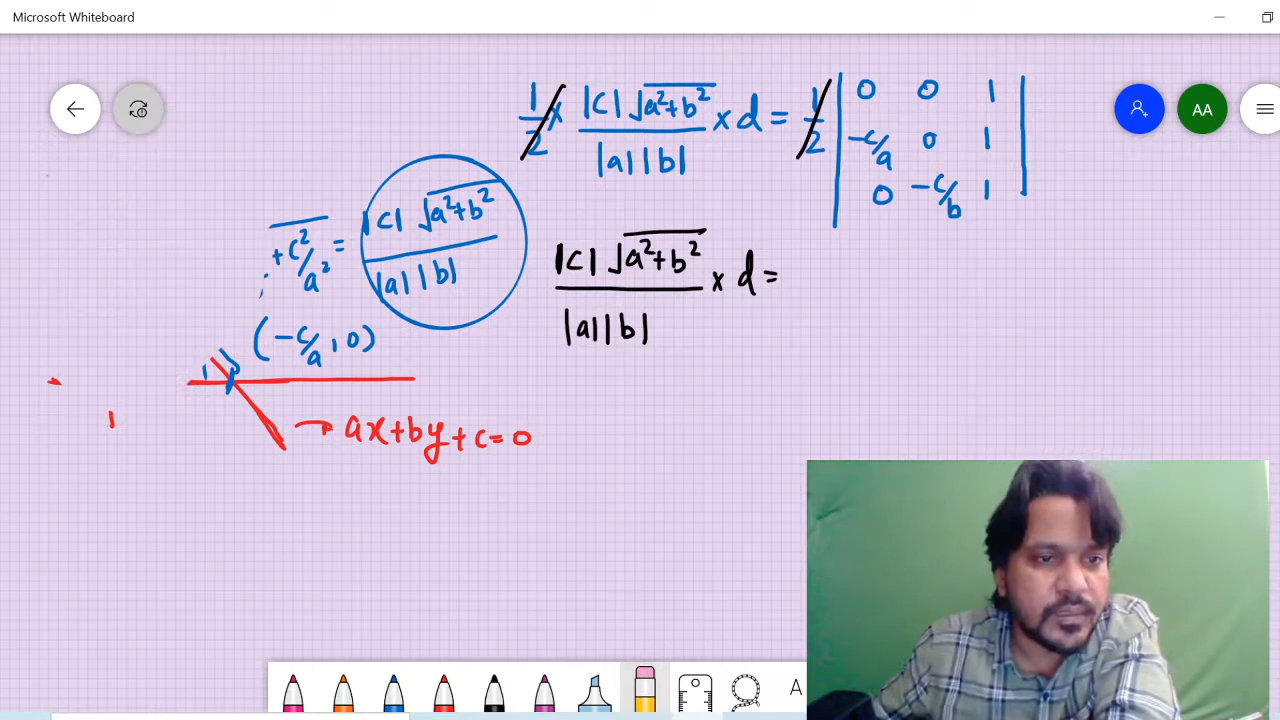 Microsoft Whiteboard
1/2 × |C| √(a²+b²) / |a| |b| × d = 1/2 | 0 0 1 |
| -c/a 0 1 |
| 0 -c/b 1 |
+ c²/a² = |C| √(a²+b²) / |a| |b|
|C| √(a²+b²) / |a| |b| × d =
(-c/a, 0)
→ ax+by+c=0
AA
A